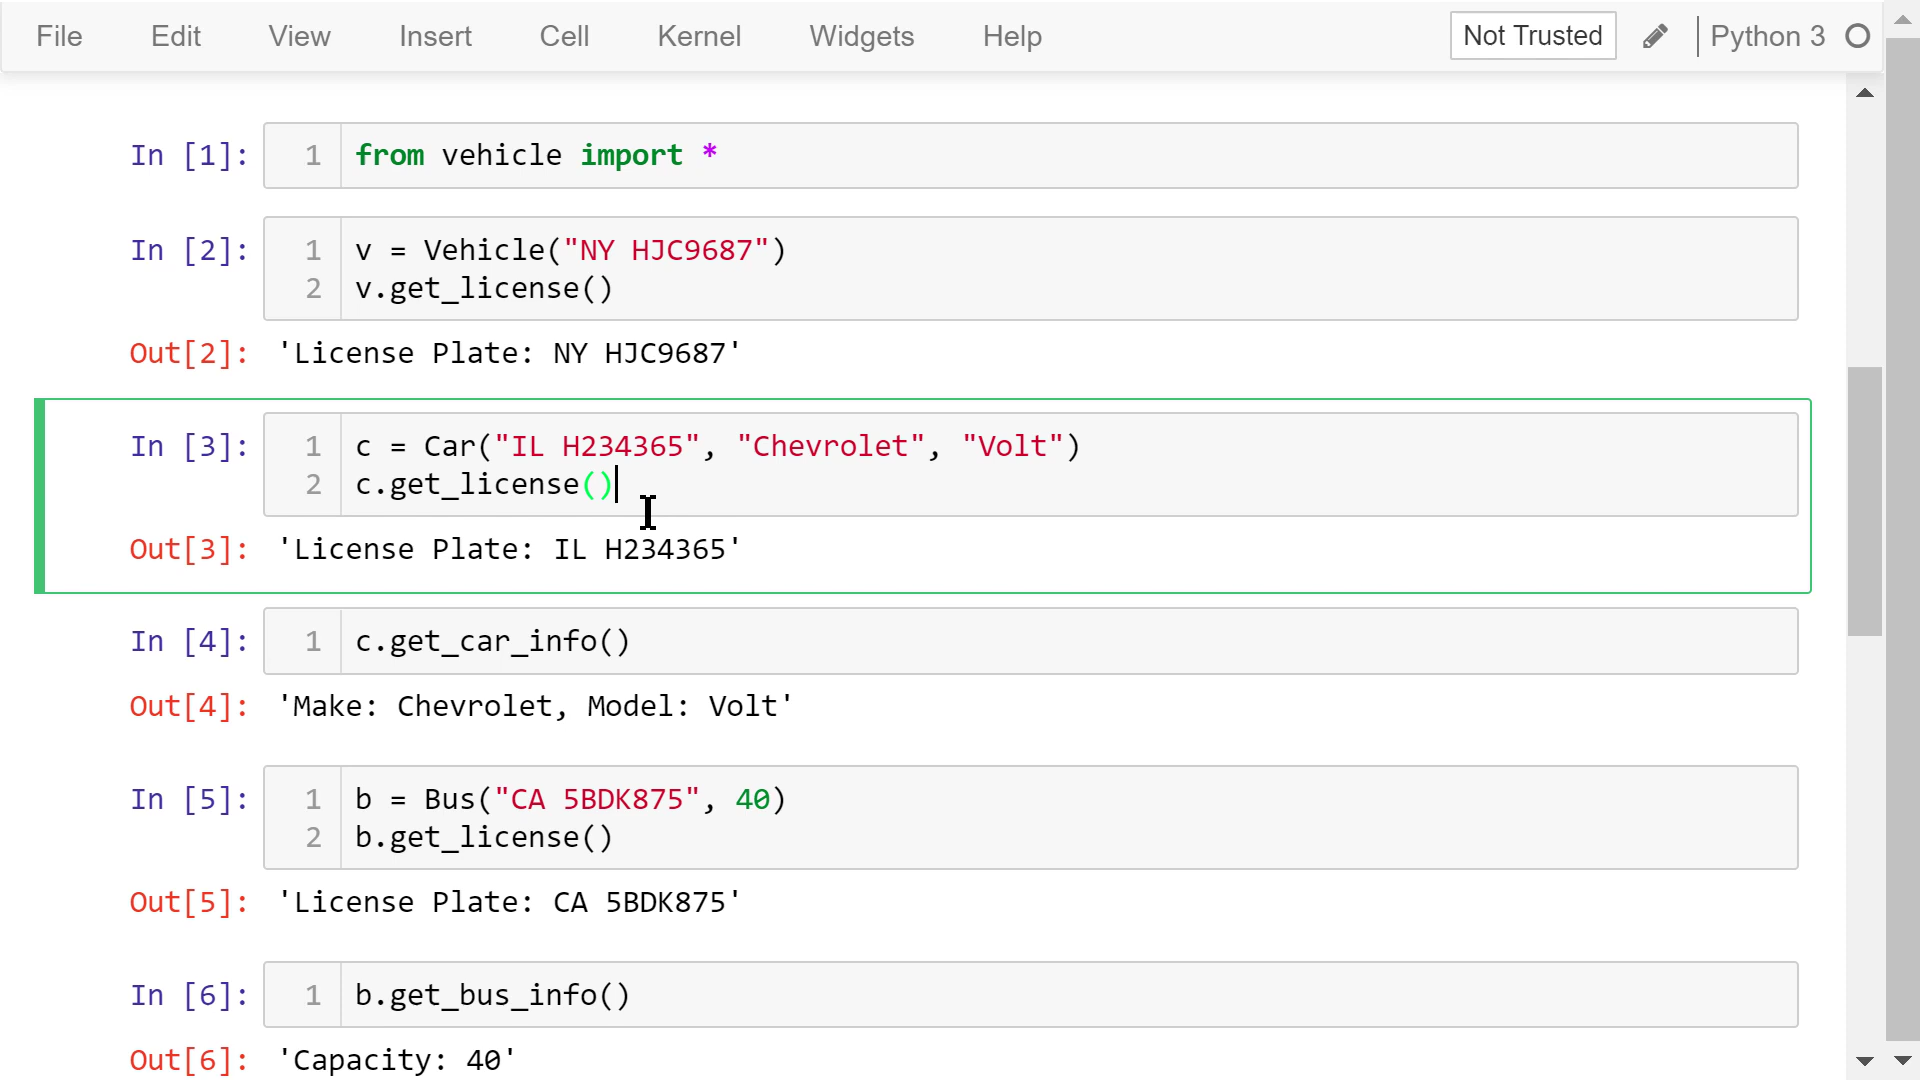 File Edit View Insert Cell Kernel Widgets Help Not Trusted Python 3
In [1]: 1 from vehicle import *
In [2]: 1 v = Vehicle("NY HJC9687")
2 v.get_license()
Out[2]: 'License Plate: NY HJC9687'
In [3]: 1 c = Car("IL H234365", "Chevrolet", "Volt")
2 c.get_license()
Out[3]: 'License Plate: IL H234365'
In [4]: 1 c.get_car_info()
Out[4]: 'Make: Chevrolet, Model: Volt'
In [5]: 1 b = Bus("CA 5BDK875", 40)
2 b.get_license()
Out[5]: 'License Plate: CA 5BDK875'
In [6]: 1 b.get_bus_info()
Out[6]: 'Capacity: 40'